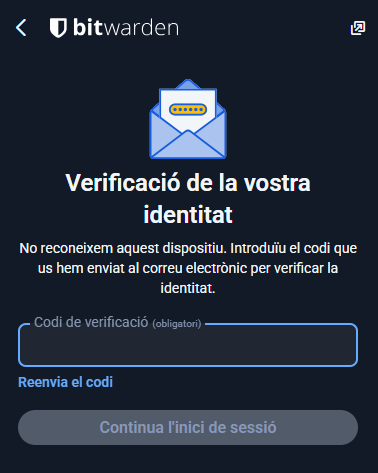 bitwarden
Verificació de la vostra
identitat
No reconeixem aquest dispositiu. Introduïu el codi que
us hem enviat al correu electrònic per verificar la
identitat.
Codi de verificació (obligatori)
Reenvia el codi
Continua l'inici de sessió